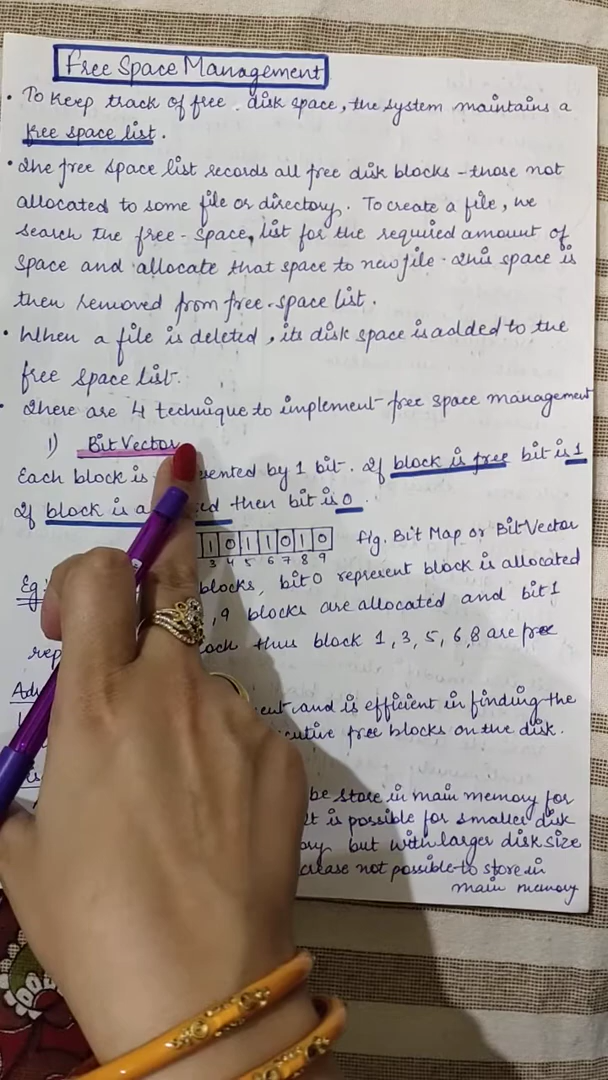 Free Space Management
• To keep track of free disk space, the system maintains a
free space list.
• The free space list records all free disk blocks - those not
allocated to some file or directory. To create a file, we
search the free-space, list for the required amount of
space and allocate that space to new file. This space is
then removed from free-space list.
• When a file is deleted, its disk space is added to the
free space list.
• There are 4 technique to implement free space management
1) Bit Vector
Each block is sented by 1 bit. If block is free bit is 1
If block is a ed then bit is 0.
1 0 1 1 0 1 0 fig. Bit Map or Bit Vector
3 4 5 6 7 8 9
Eg: blocks, bit 0 represent block is allocated
, 9 blocks are allocated and bit 1
rep ock thus block 1, 3, 5, 6, 8 are free
Adv
ent and is efficient in finding the
cutive free blocks on the disk.
be store in main memory for
It is possible for smaller disk
ory but with larger disk size
crease not possible to store in
main memory